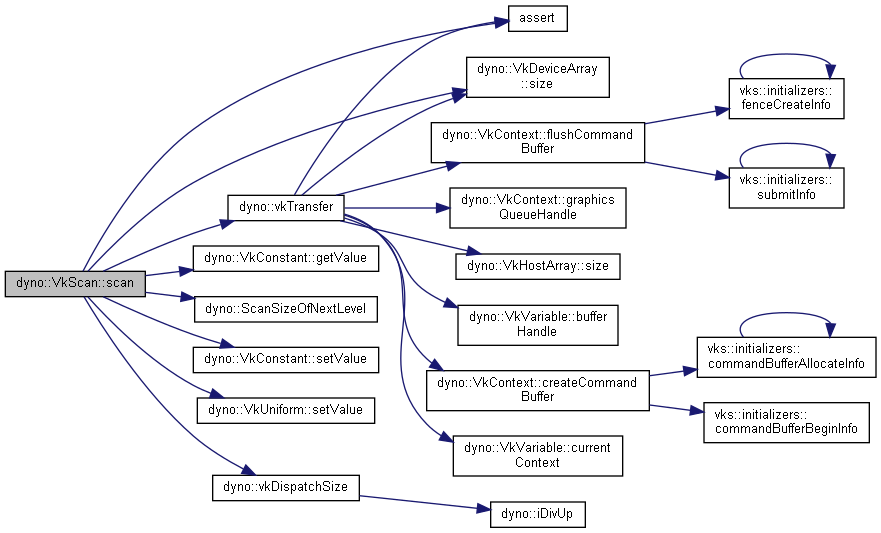 dyno::VkScan::scan
assert
dyno::VkDeviceArray
::size
dyno::vkTransfer
dyno::VkContext::flushCommand
Buffer
vks::initializers::
fenceCreateInfo
vks::initializers::
submitInfo
dyno::VkContext::graphics
QueueHandle
dyno::VkHostArray::size
dyno::VkVariable::buffer
Handle
dyno::VkContext::createCommand
Buffer
vks::initializers::
commandBufferAllocateInfo
vks::initializers::
commandBufferBeginInfo
dyno::VkVariable::current
Context
dyno::VkConstant::getValue
dyno::ScanSizeOfNextLevel
dyno::VkConstant::setValue
dyno::VkUniform::setValue
dyno::vkDispatchSize
dyno::iDivUp